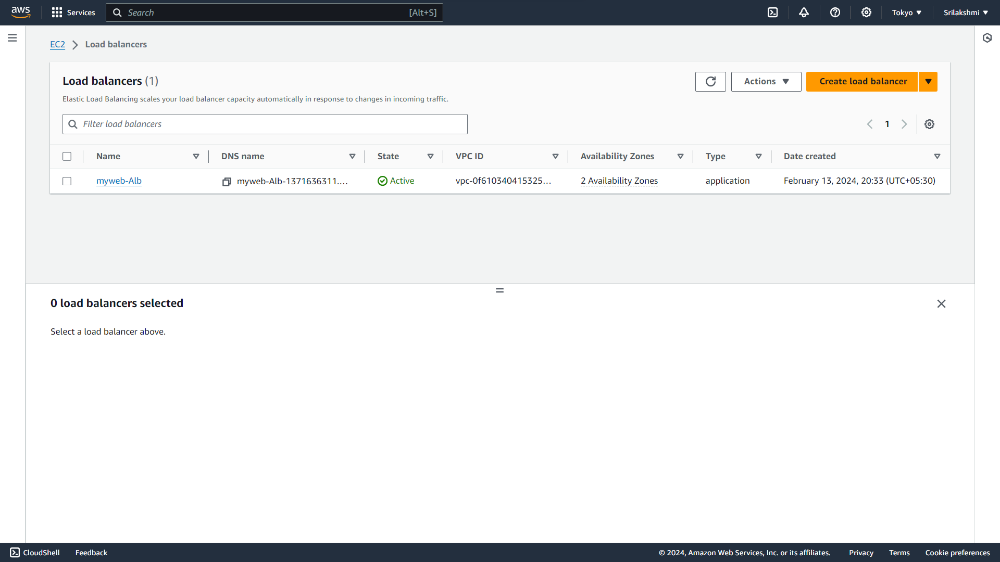 aws Services Search [Alt+S] Tokyo Srilakshmi
EC2 Load balancers
Load balancers (1) Actions Create load balancer
Elastic Load Balancing scales your load balancer capacity automatically in response to changes in incoming traffic.
Filter load balancers 1
Name DNS name State VPC ID Availability Zones Type Date created
myweb-Alb myweb-Alb-1371636311.... Active vpc-0f610340415325... 2 Availability Zones application February 13, 2024, 20:33 (UTC+05:30)
0 load balancers selected
Select a load balancer above.
CloudShell Feedback © 2024, Amazon Web Services, Inc. or its affiliates. Privacy Terms Cookie preferences